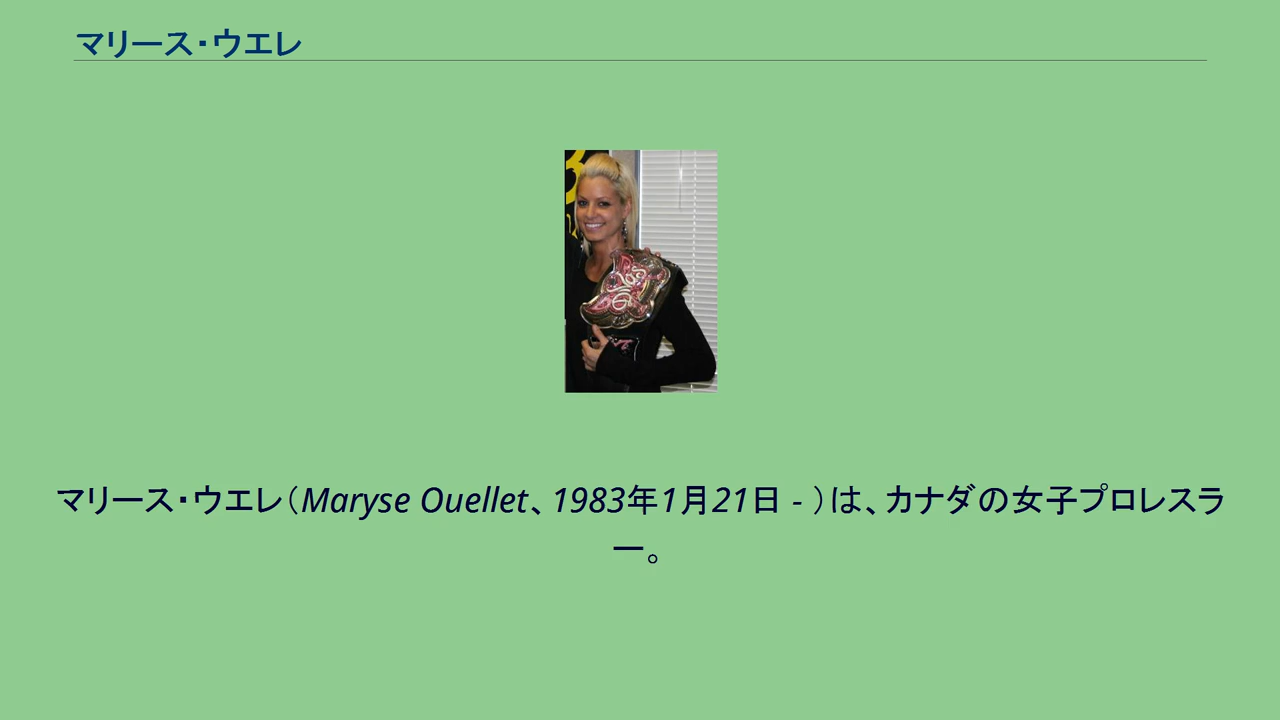 マリース・ウエレ
マリース・ウエレ（Maryse Ouellet、1983年1月21日 - ）は、カナダの女子プロレスラ
ー。